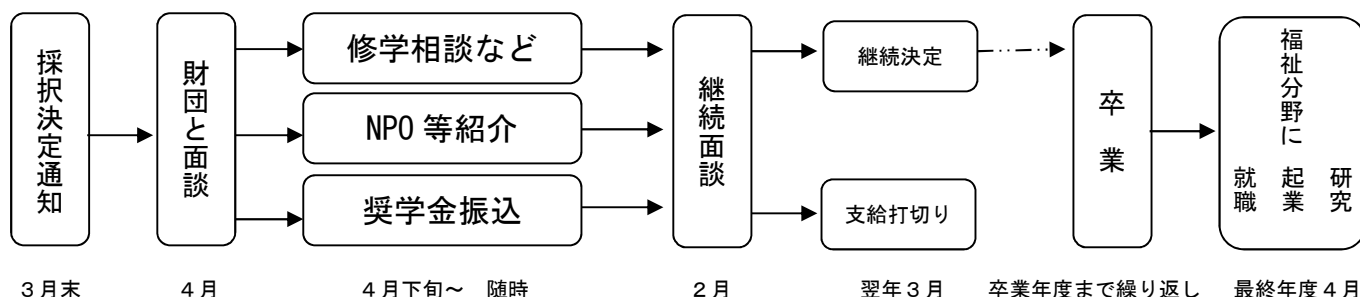 採択決定通知
財団と面談
修学相談など
NPO 等紹介
奨学金振込
継続面談
継続決定
支給打切り
卒業
福祉分野に
就職 起業 研究
３月末 ４月 ４月下旬～ 随時 ２月 翌年３月 卒業年度まで繰り返し 最終年度４月